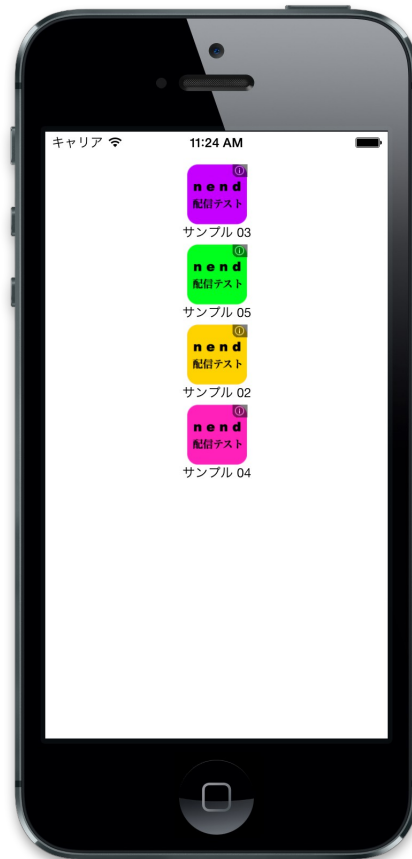 キャリア 11:24 AM
nend
配信テスト
サンプル 03
nend
配信テスト
サンプル 05
nend
配信テスト
サンプル 02
nend
配信テスト
サンプル 04